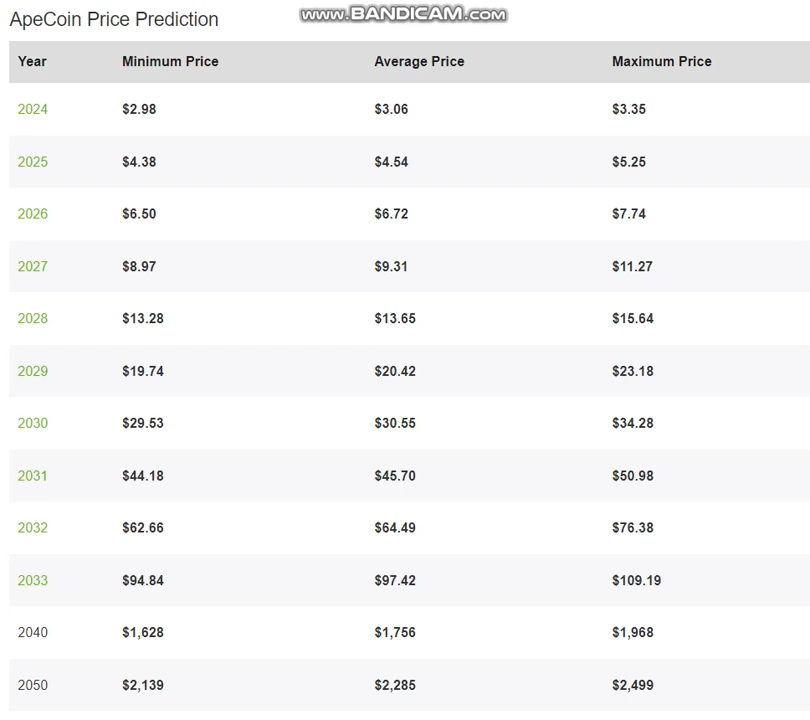 www.BANDICAM.com
ApeCoin Price Prediction
Year Minimum Price Average Price Maximum Price
2024 $2.98 $3.06 $3.35
2025 $4.38 $4.54 $5.25
2026 $6.50 $6.72 $7.74
2027 $8.97 $9.31 $11.27
2028 $13.28 $13.65 $15.64
2029 $19.74 $20.42 $23.18
2030 $29.53 $30.55 $34.28
2031 $44.18 $45.70 $50.98
2032 $62.66 $64.49 $76.38
2033 $94.84 $97.42 $109.19
2040 $1,628 $1,756 $1,968
2050 $2,139 $2,285 $2,499